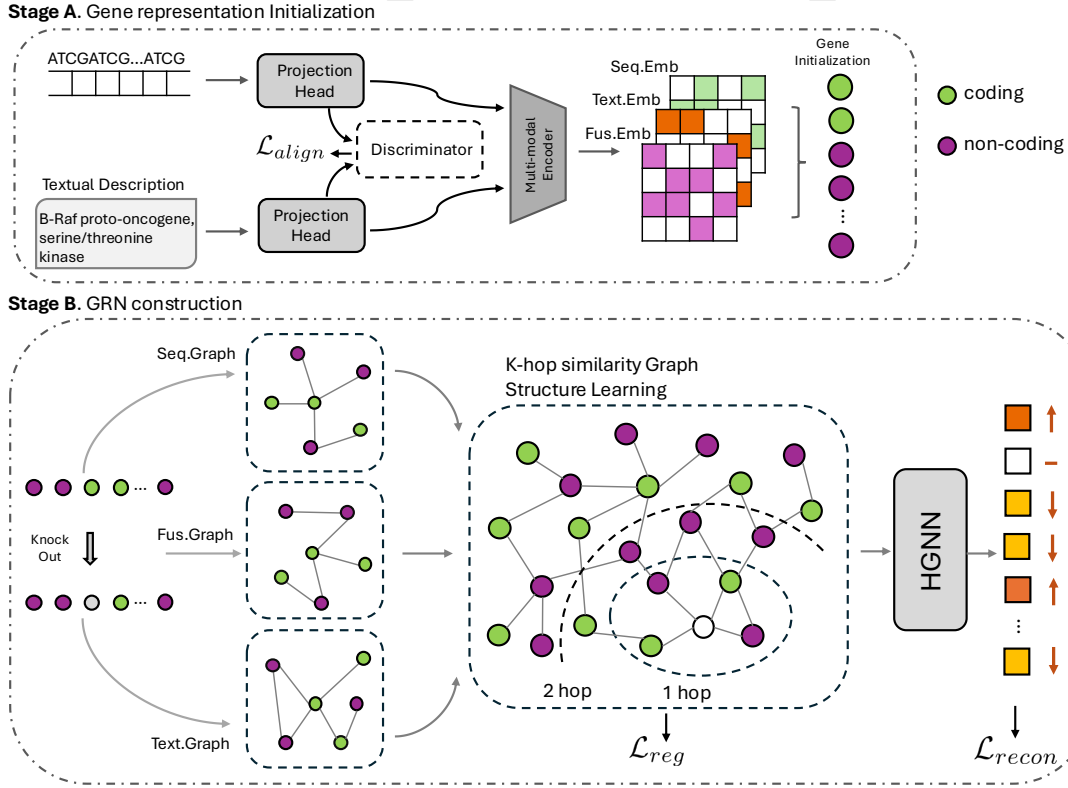 Stage A. Gene representation Initialization
ATCGATCG...ATCG
Projection
Head
Discriminator
𝓛align
Textual Description
B-Raf proto-oncogene,
serine/threonine
kinase
Projection
Head
Multi-modal
Encoder
Seq.Emb
Text.Emb
Fus.Emb
Gene
Initialization
coding
non-coding
Stage B. GRN construction
Seq.Graph
Knock
Out
Fus.Graph
Text.Graph
K-hop similarity Graph
Structure Learning
2 hop
1 hop
𝓛reg
HGNN
𝓛recon